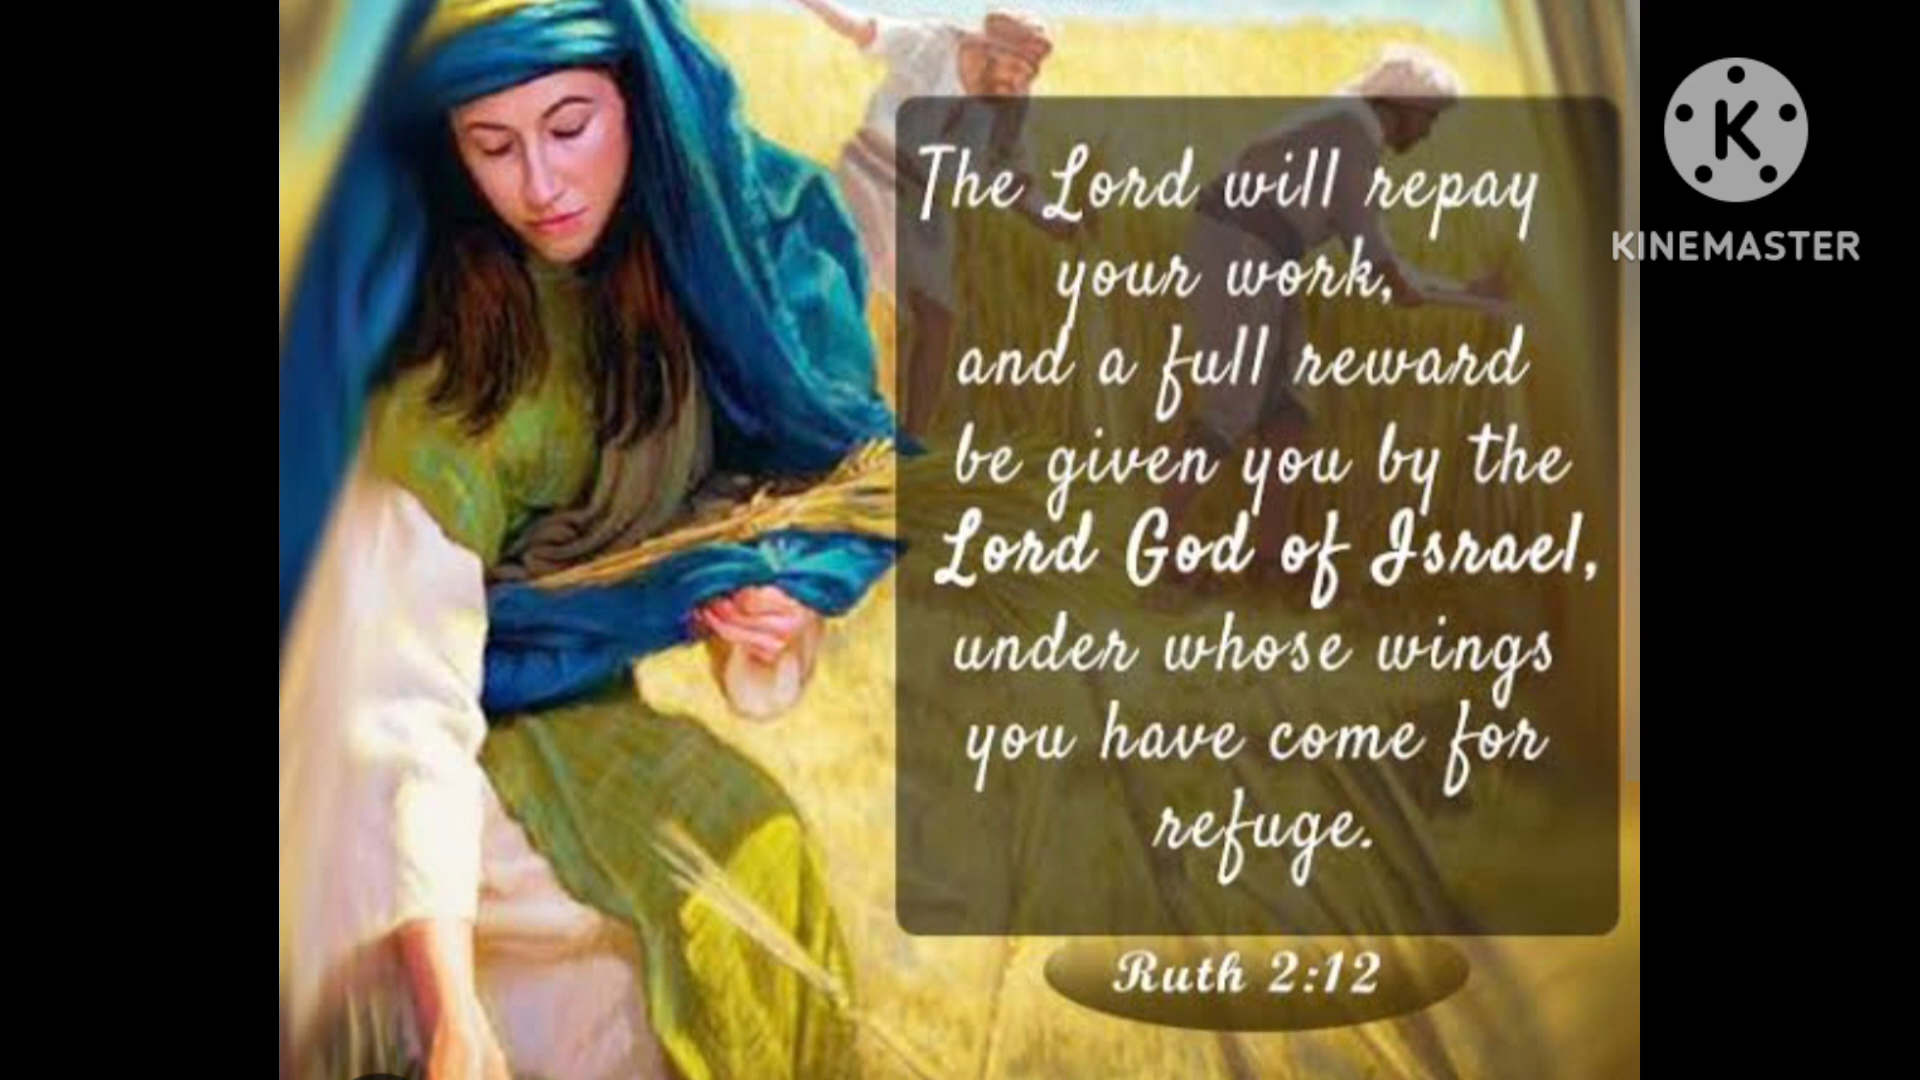 The Lord will repay
your work,
and a full reward
be given you by the
Lord God of Israel,
under whose wings
you have come for
refuge.
Ruth 2:12
K
KINEMASTER